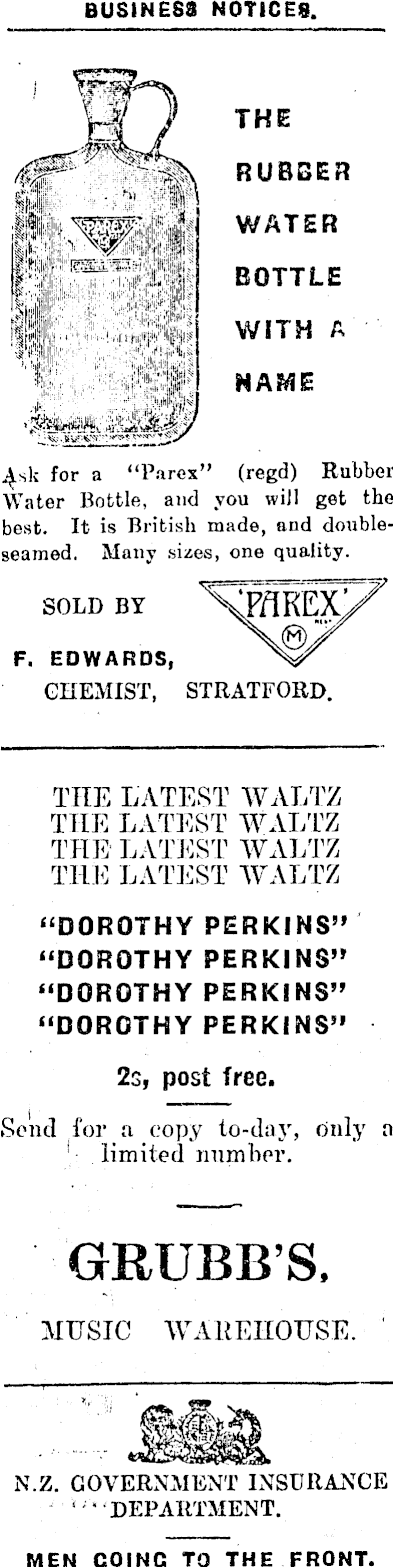 BUSINESS NOTICES.
PAREX
THE
RUBBER
WATER
BOTTLE
WITH A
NAME
Ask for a "Parex" (regd) Rubber
Water Bottle, and you will get the
best. It is British made, and double-
seamed. Many sizes, one quality.
SOLD BY
'PAREX'
M
F. EDWARDS,
CHEMIST, STRATFORD.
THE LATEST WALTZ
THE LATEST WALTZ
THE LATEST WALTZ
THE LATEST WALTZ
"DOROTHY PERKINS"
"DOROTHY PERKINS"
"DOROTHY PERKINS"
"DOROTHY PERKINS"
2s, post free.
Send for a copy to-day, only a
limited number.
GRUBB'S,
MUSIC WAREHOUSE.
N.Z. GOVERNMENT INSURANCE
DEPARTMENT.
MEN GOING TO THE FRONT.